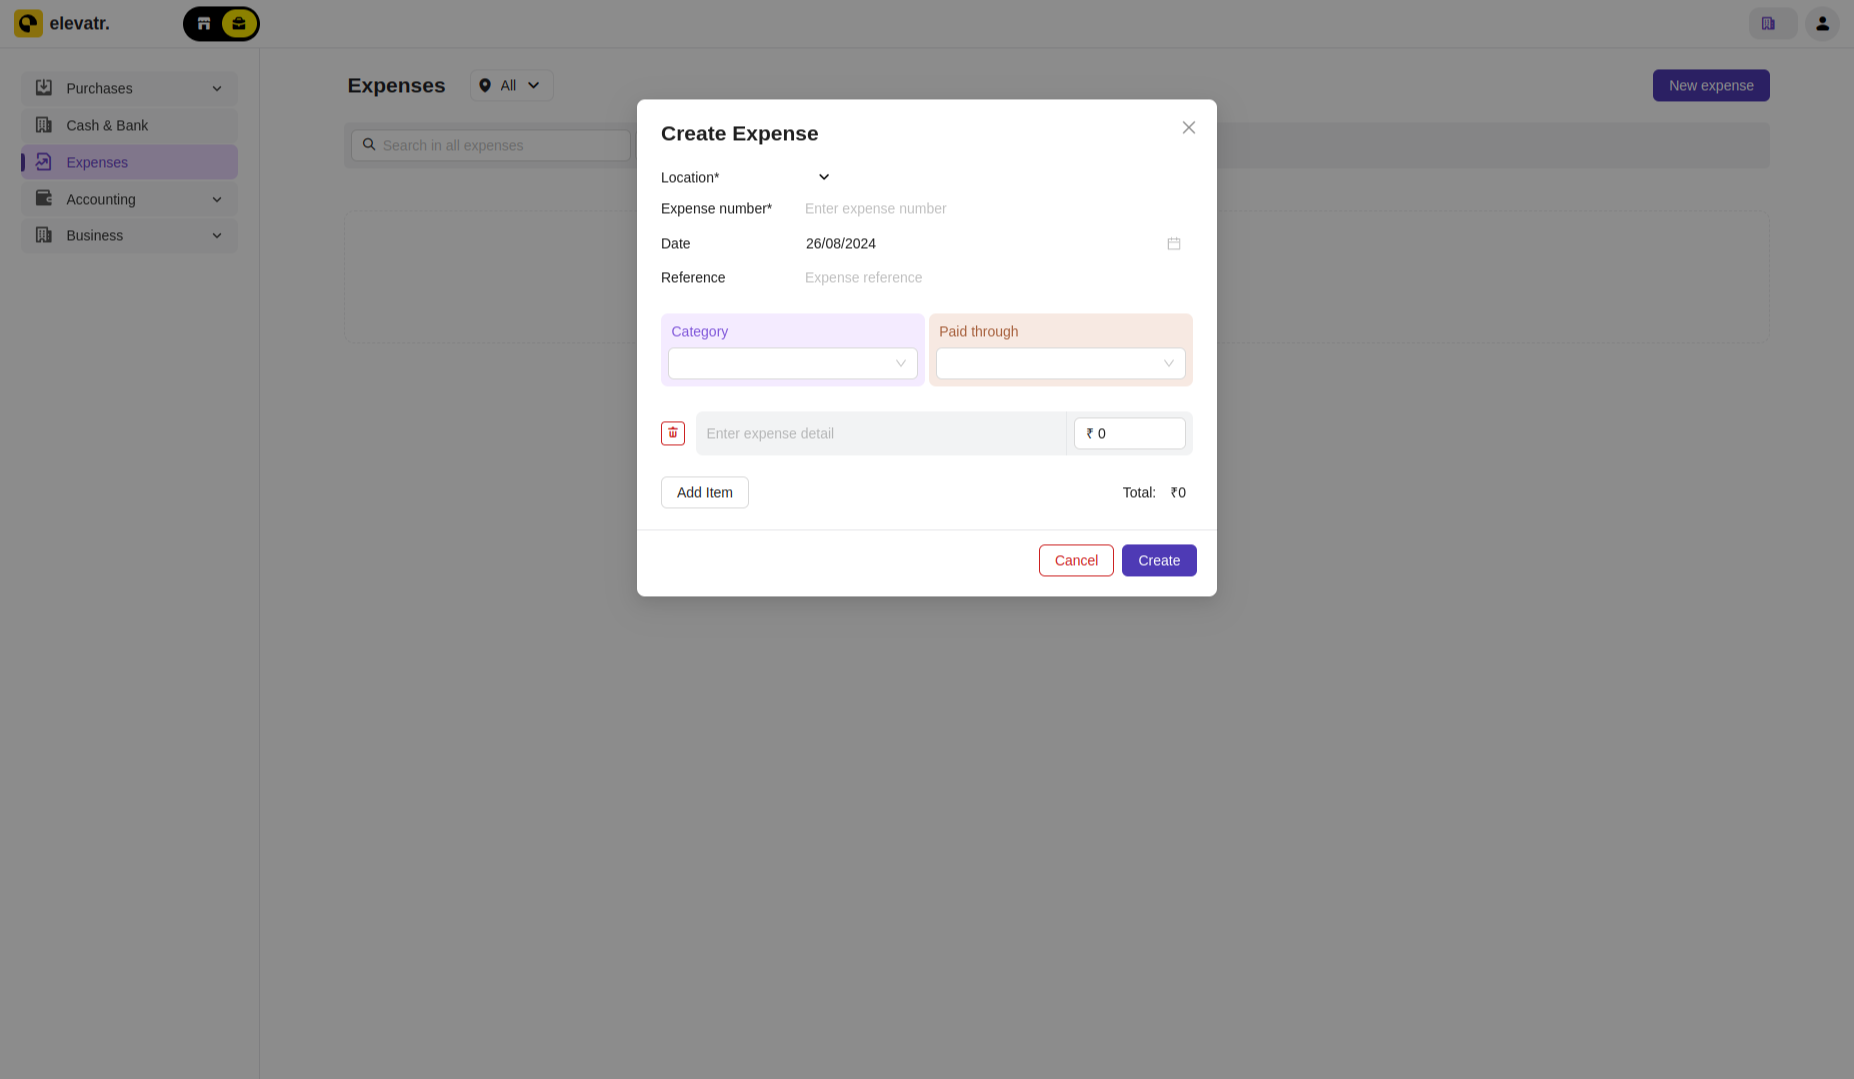 elevatr.
Purchases
Cash & Bank
Expenses
Accounting
Business
Expenses
All
New expense
Search in all expenses
Create Expense
Location*
Expense number* Enter expense number
Date 26/08/2024
Reference Expense reference
Category Paid through
Enter expense detail ₹ 0
Add Item Total: ₹0
Cancel Create